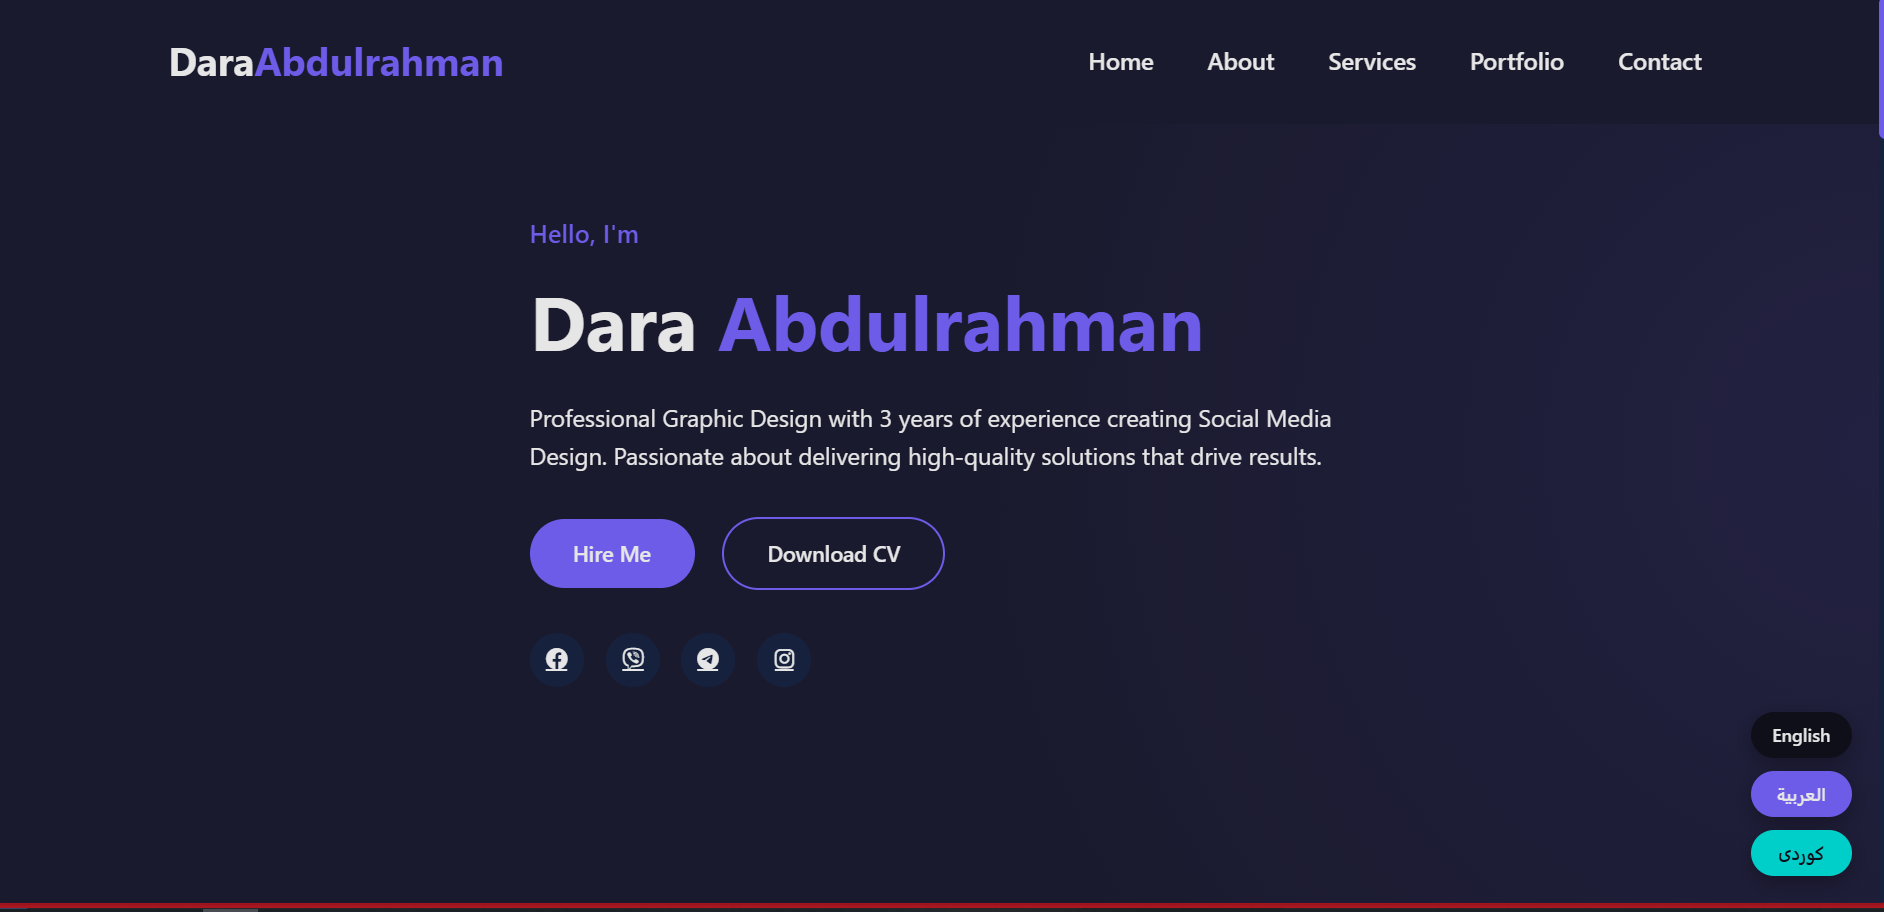 DaraAbdulrahman
Home About Services Portfolio Contact
Hello, I'm
Dara Abdulrahman
Professional Graphic Design with 3 years of experience creating Social Media
Design. Passionate about delivering high-quality solutions that drive results.
Hire Me Download CV
English
العربية
کوردی